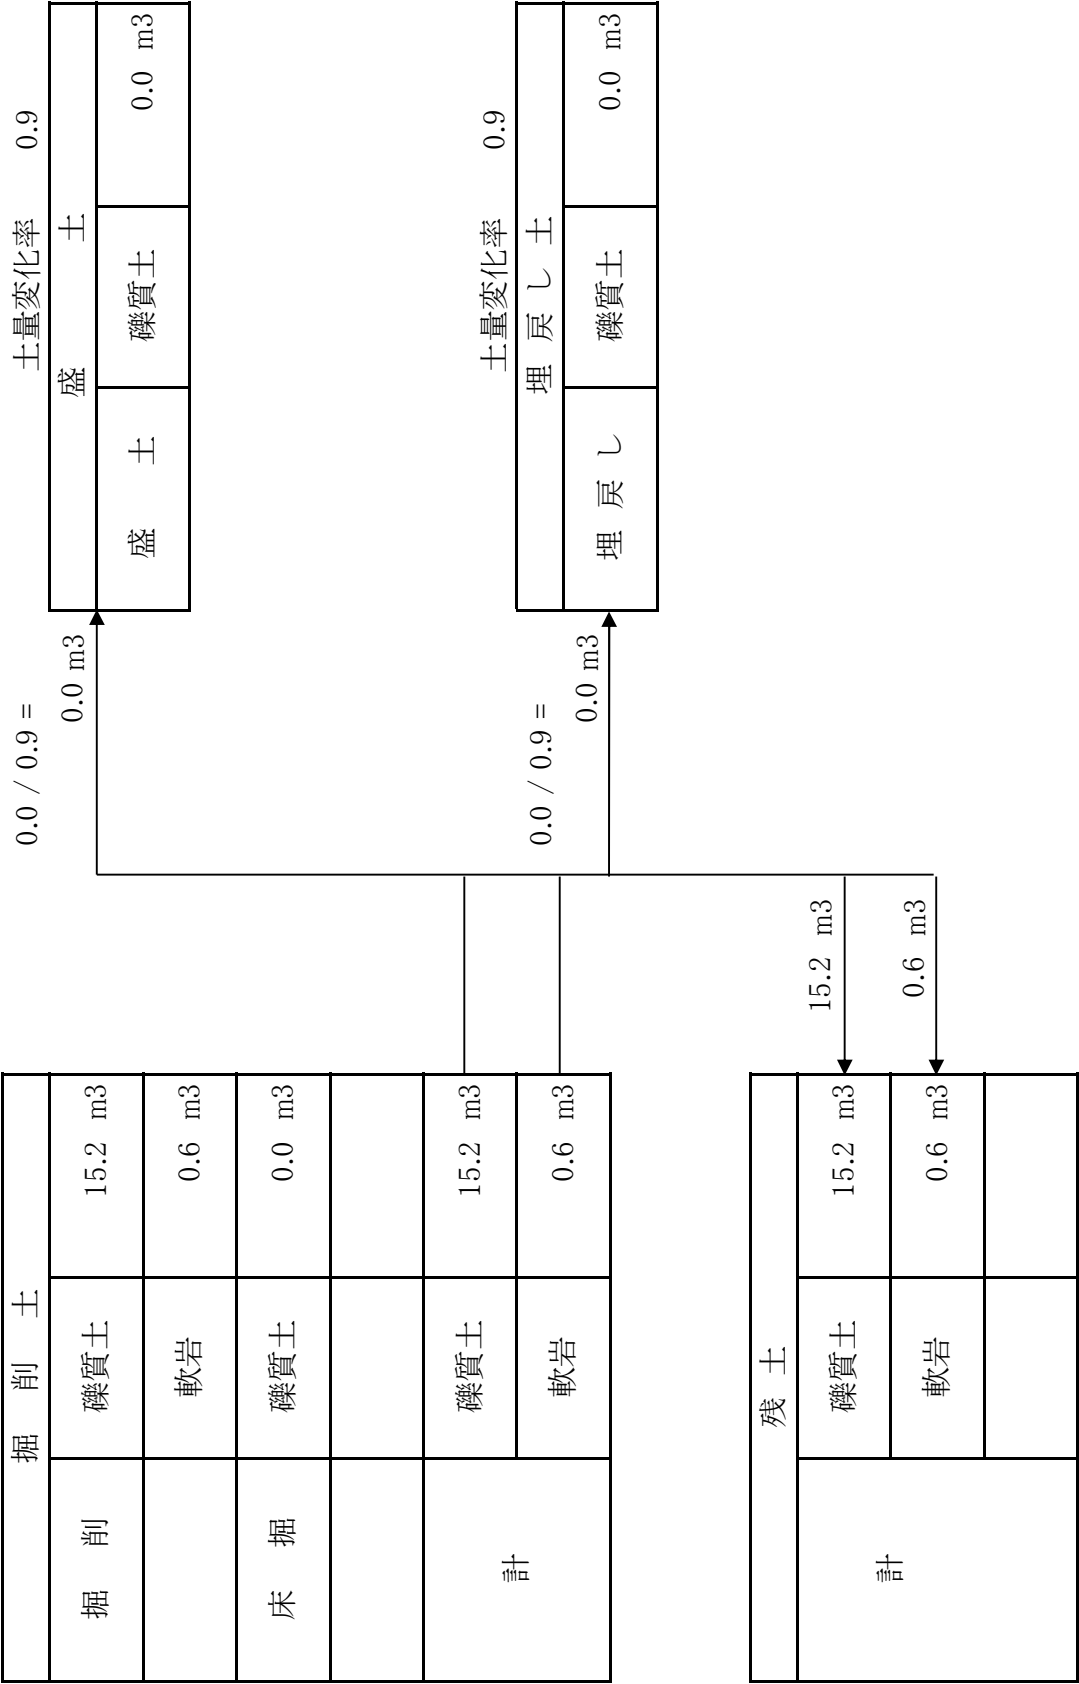 掘 削 土
掘 削 礫質土 15.2 m3
軟岩 0.6 m3
床 掘 礫質土 0.0 m3
計 礫質土 15.2 m3
軟岩 0.6 m3
0.0 / 0.9 =
0.0 m3
土量変化率 0.9
盛 土
盛 土 礫質土 0.0 m3
0.0 / 0.9 =
0.0 m3
土量変化率 0.9
埋 戻 し 土
埋 戻 し 礫質土 0.0 m3
残 土
計 礫質土 15.2 m3
15.2 m3
軟岩 0.6 m3
0.6 m3